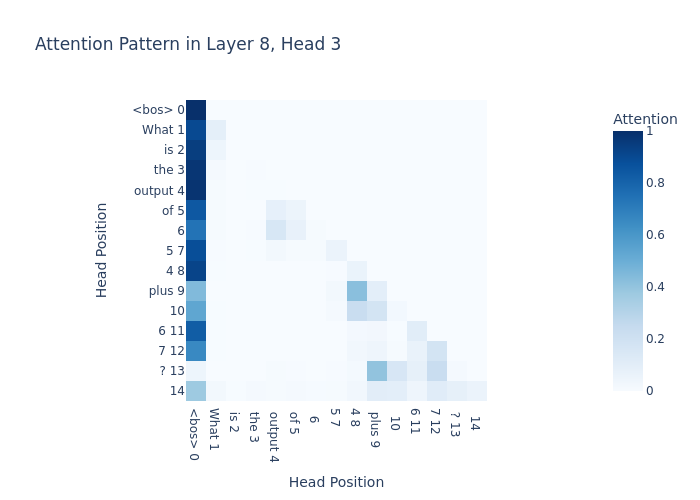 Attention Pattern in Layer 8, Head 3
Attention
<bos> 0
What 1
is 2
the 3
output 4
of 5
6
5 7
4 8
plus 9
10
6 11
7 12
? 13
14
Head Position
<bos> 0
What 1
is 2
the 3
output 4
of 5
6
5 7
4 8
plus 9
10
6 11
7 12
? 13
14
Head Position
1
0.8
0.6
0.4
0.2
0